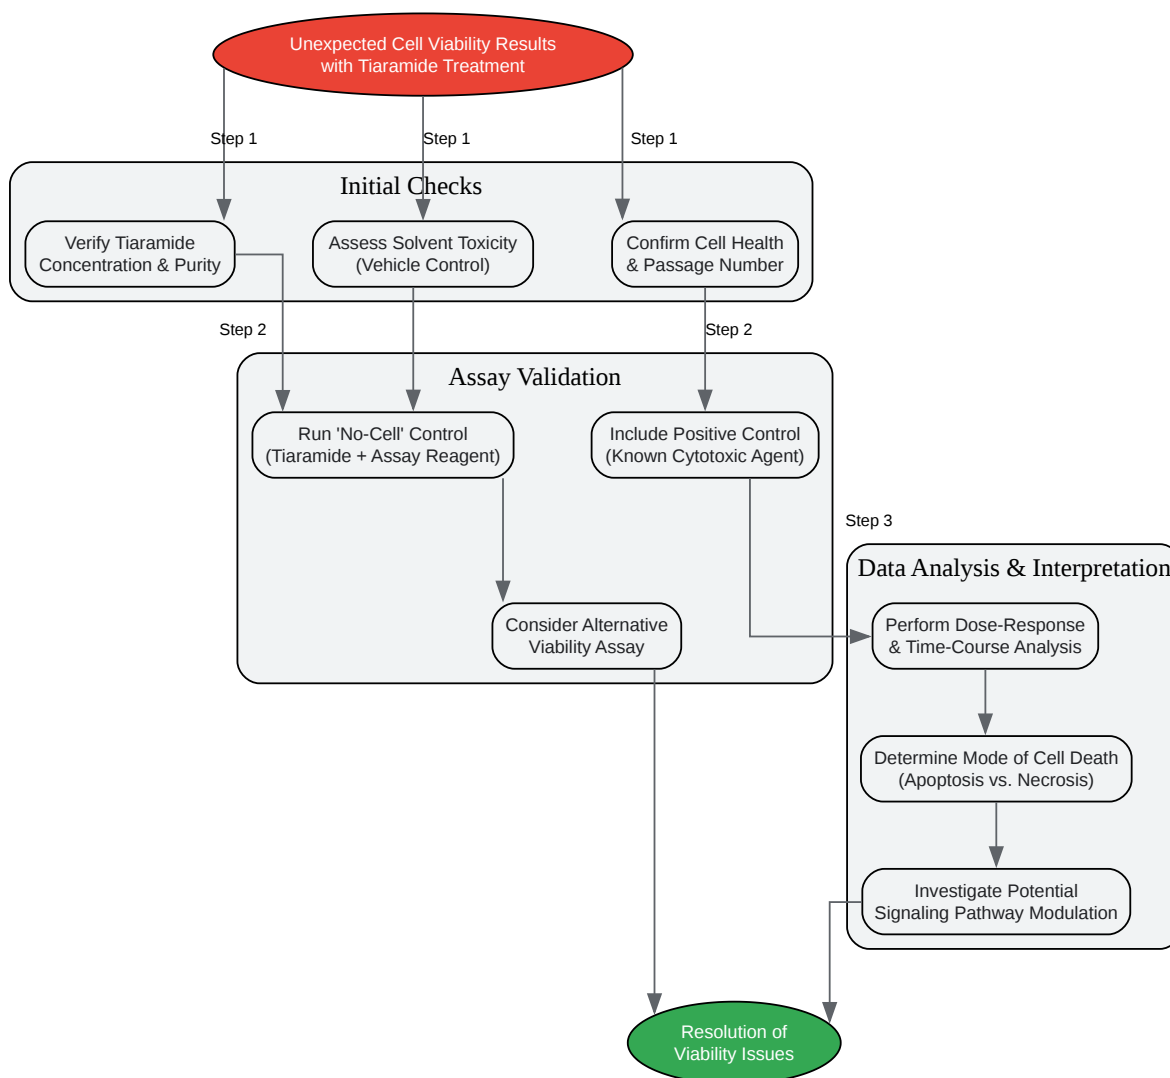 Unexpected Cell Viability Results
with Tiaramide Treatment
Step 1
Step 1
Step 1
Initial Checks
Verify Tiaramide
Concentration & Purity
Assess Solvent Toxicity
(Vehicle Control)
Confirm Cell Health
& Passage Number
Step 2
Step 2
Assay Validation
Run 'No-Cell' Control
(Tiaramide + Assay Reagent)
Include Positive Control
(Known Cytotoxic Agent)
Step 3
Data Analysis & Interpretation
Consider Alternative
Viability Assay
Perform Dose-Response
& Time-Course Analysis
Determine Mode of Cell Death
(Apoptosis vs. Necrosis)
Investigate Potential
Signaling Pathway Modulation
Resolution of
Viability Issues